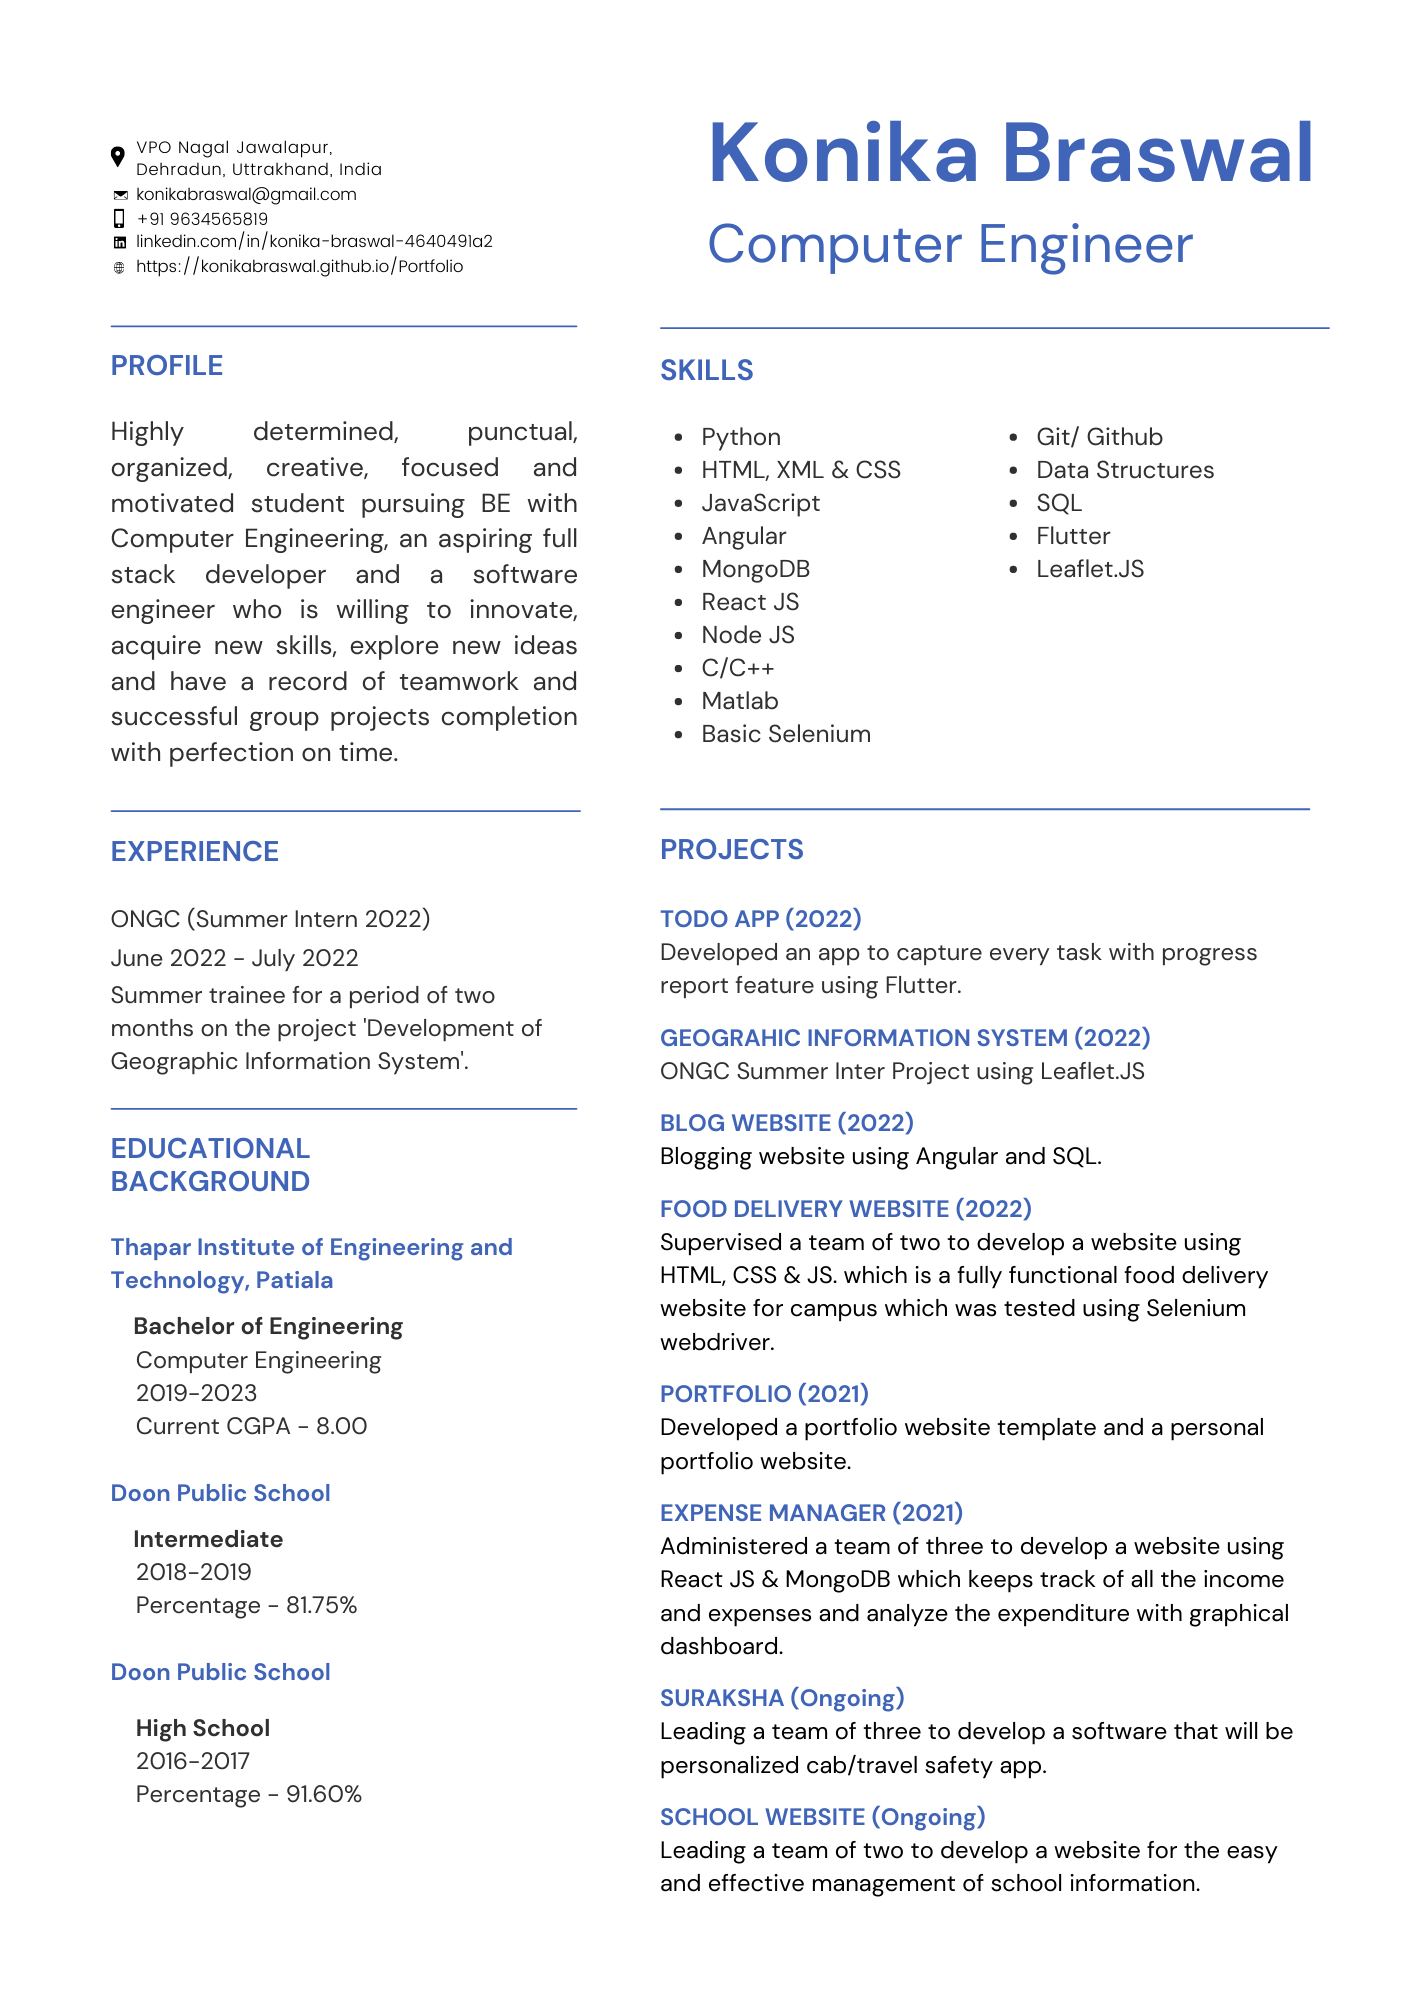 VPO Nagal Jawalapur,
Dehradun, Uttrakhand, India
konikabraswal@gmail.com
+91 9634565819
linkedin.com/in/konika-braswal-4640491a2
https://konikabraswal.github.io/Portfolio
Konika Braswal
Computer Engineer
PROFILE
Highly determined, punctual,
organized, creative, focused and
motivated student pursuing BE with
Computer Engineering, an aspiring full
stack developer and a software
engineer who is willing to innovate,
acquire new skills, explore new ideas
and have a record of teamwork and
successful group projects completion
with perfection on time.
EXPERIENCE
ONGC (Summer Intern 2022)
June 2022 - July 2022
Summer trainee for a period of two
months on the project 'Development of
Geographic Information System'.
EDUCATIONAL
BACKGROUND
Thapar Institute of Engineering and
Technology, Patiala
Bachelor of Engineering
Computer Engineering
2019-2023
Current CGPA - 8.00
Doon Public School
Intermediate
2018-2019
Percentage - 81.75%
Doon Public School
High School
2016-2017
Percentage - 91.60%
SKILLS
• Python
• HTML, XML & CSS
• JavaScript
• Angular
• MongoDB
• React JS
• Node JS
• C/C++
• Matlab
• Basic Selenium
• Git/ Github
• Data Structures
• SQL
• Flutter
• Leaflet.JS
PROJECTS
TODO APP (2022)
Developed an app to capture every task with progress
report feature using Flutter.
GEOGRAHIC INFORMATION SYSTEM (2022)
ONGC Summer Inter Project using Leaflet.JS
BLOG WEBSITE (2022)
Blogging website using Angular and SQL.
FOOD DELIVERY WEBSITE (2022)
Supervised a team of two to develop a website using
HTML, CSS & JS. which is a fully functional food delivery
website for campus which was tested using Selenium
webdriver.
PORTFOLIO (2021)
Developed a portfolio website template and a personal
portfolio website.
EXPENSE MANAGER (2021)
Administered a team of three to develop a website using
React JS & MongoDB which keeps track of all the income
and expenses and analyze the expenditure with graphical
dashboard.
SURAKSHA (Ongoing)
Leading a team of three to develop a software that will be
personalized cab/travel safety app.
SCHOOL WEBSITE (Ongoing)
Leading a team of two to develop a website for the easy
and effective management of school information.